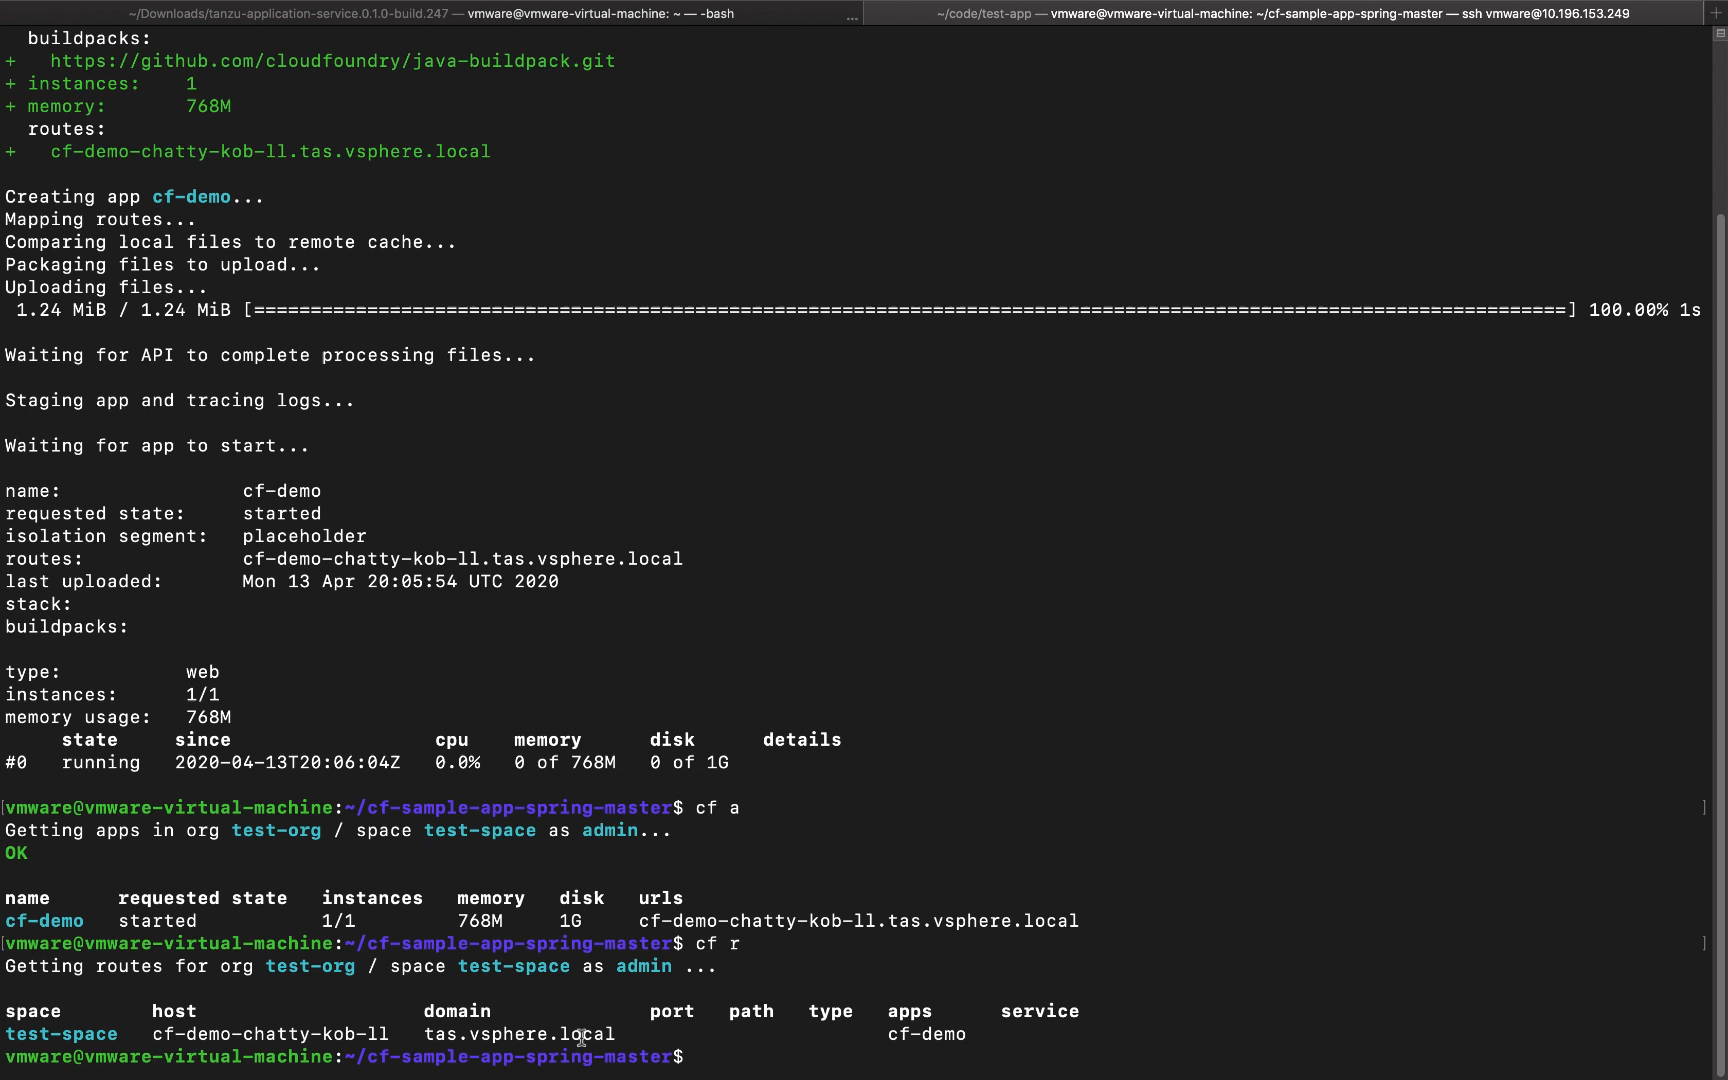 ~/Downloads/tanzu-application-service.0.1.0-build.247 — vmware@vmware-virtual-machine: ~ — -bash ... ~/code/test-app — vmware@vmware-virtual-machine: ~/cf-sample-app-spring-master — ssh vmware@10.196.153.249 +
  buildpacks:
+   https://github.com/cloudfoundry/java-buildpack.git
+ instances:    1
+ memory:       768M
  routes:
+   cf-demo-chatty-kob-ll.tas.vsphere.local
Creating app cf-demo...
Mapping routes...
Comparing local files to remote cache...
Packaging files to upload...
Uploading files...
 1.24 MiB / 1.24 MiB [====================================================================================================================] 100.00% 1s
Waiting for API to complete processing files...
Staging app and tracing logs...
Waiting for app to start...
name:                cf-demo
requested state:     started
isolation segment:   placeholder
routes:              cf-demo-chatty-kob-ll.tas.vsphere.local
last uploaded:       Mon 13 Apr 20:05:54 UTC 2020
stack:
buildpacks:
type:           web
instances:      1/1
memory usage:   768M
     state     since                  cpu    memory      disk      details
#0   running   2020-04-13T20:06:04Z   0.0%   0 of 768M   0 of 1G
[vmware@vmware-virtual-machine:~/cf-sample-app-spring-master$ cf a ]
Getting apps in org test-org / space test-space as admin...
OK
name      requested state   instances   memory   disk   urls
cf-demo   started           1/1         768M     1G     cf-demo-chatty-kob-ll.tas.vsphere.local
[vmware@vmware-virtual-machine:~/cf-sample-app-spring-master$ cf r ]
Getting routes for org test-org / space test-space as admin ...
space        host                    domain              port   path   type   apps      service
test-space   cf-demo-chatty-kob-ll   tas.vsphere.local                        cf-demo
vmware@vmware-virtual-machine:~/cf-sample-app-spring-master$